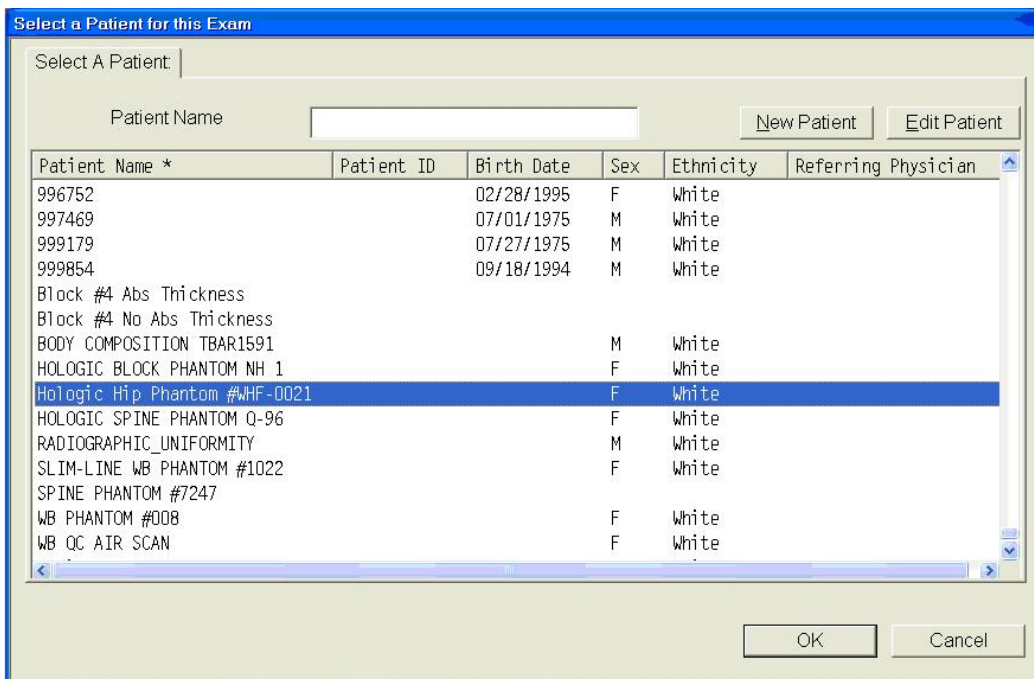 Select a Patient for this Exam
Select A Patient:
Patient Name New Patient Edit Patient
Patient Name * Patient ID Birth Date Sex Ethnicity Referring Physician
996752 02/28/1995 F White
997469 07/01/1975 M White
999179 07/27/1975 M White
999854 09/18/1994 M White
Block #4 Abs Thickness
Block #4 No Abs Thickness
BODY COMPOSITION TBAR1591 M White
HOLOGIC BLOCK PHANTOM NH 1 F White
Hologic Hip Phantom #WHF-0021 F White
HOLOGIC SPINE PHANTOM Q-96 F White
RADIOGRAPHIC_UNIFORMITY M White
SLIM-LINE WB PHANTOM #1022 F White
SPINE PHANTOM #7247
WB PHANTOM #008 F White
WB QC AIR SCAN F White
OK Cancel